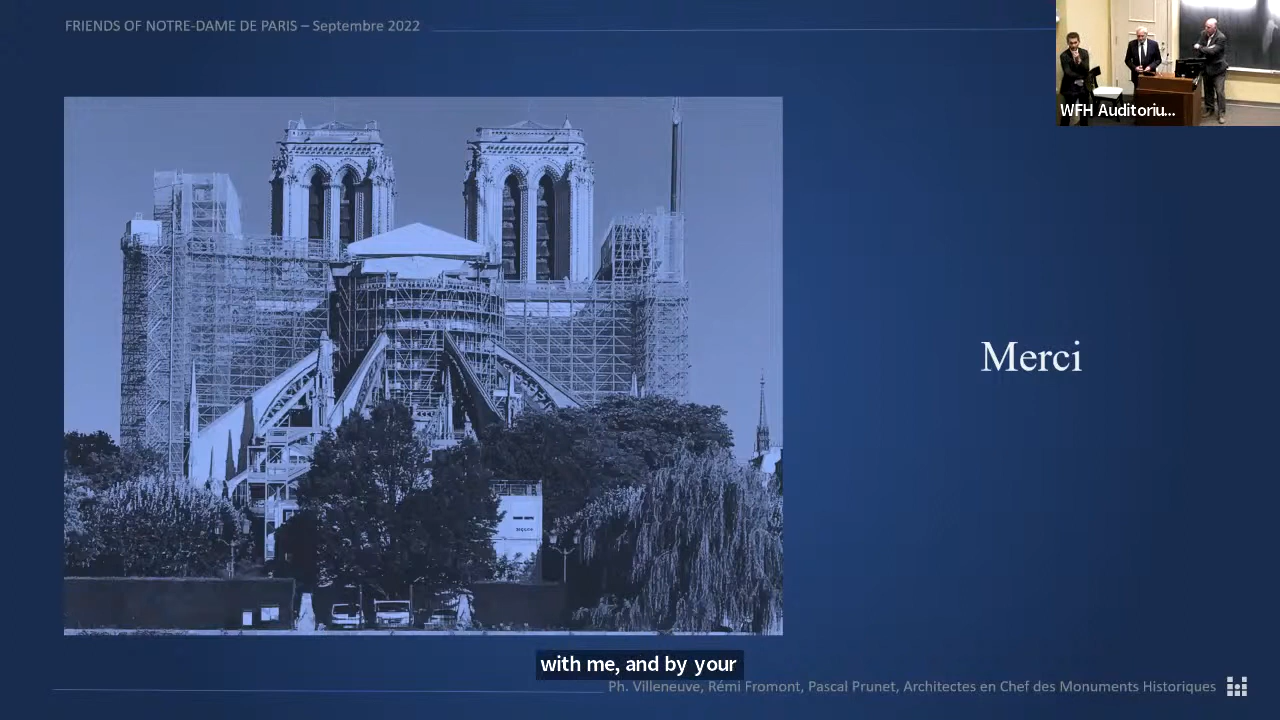 FRIENDS OF NOTRE-DAME DE PARIS – Septembre 2022
WFH Auditoriu...
Merci
with me, and by your
Ph. Villeneuve, Rémi Fromont, Pascal Prunet, Architectes en Chef des Monuments Historiques